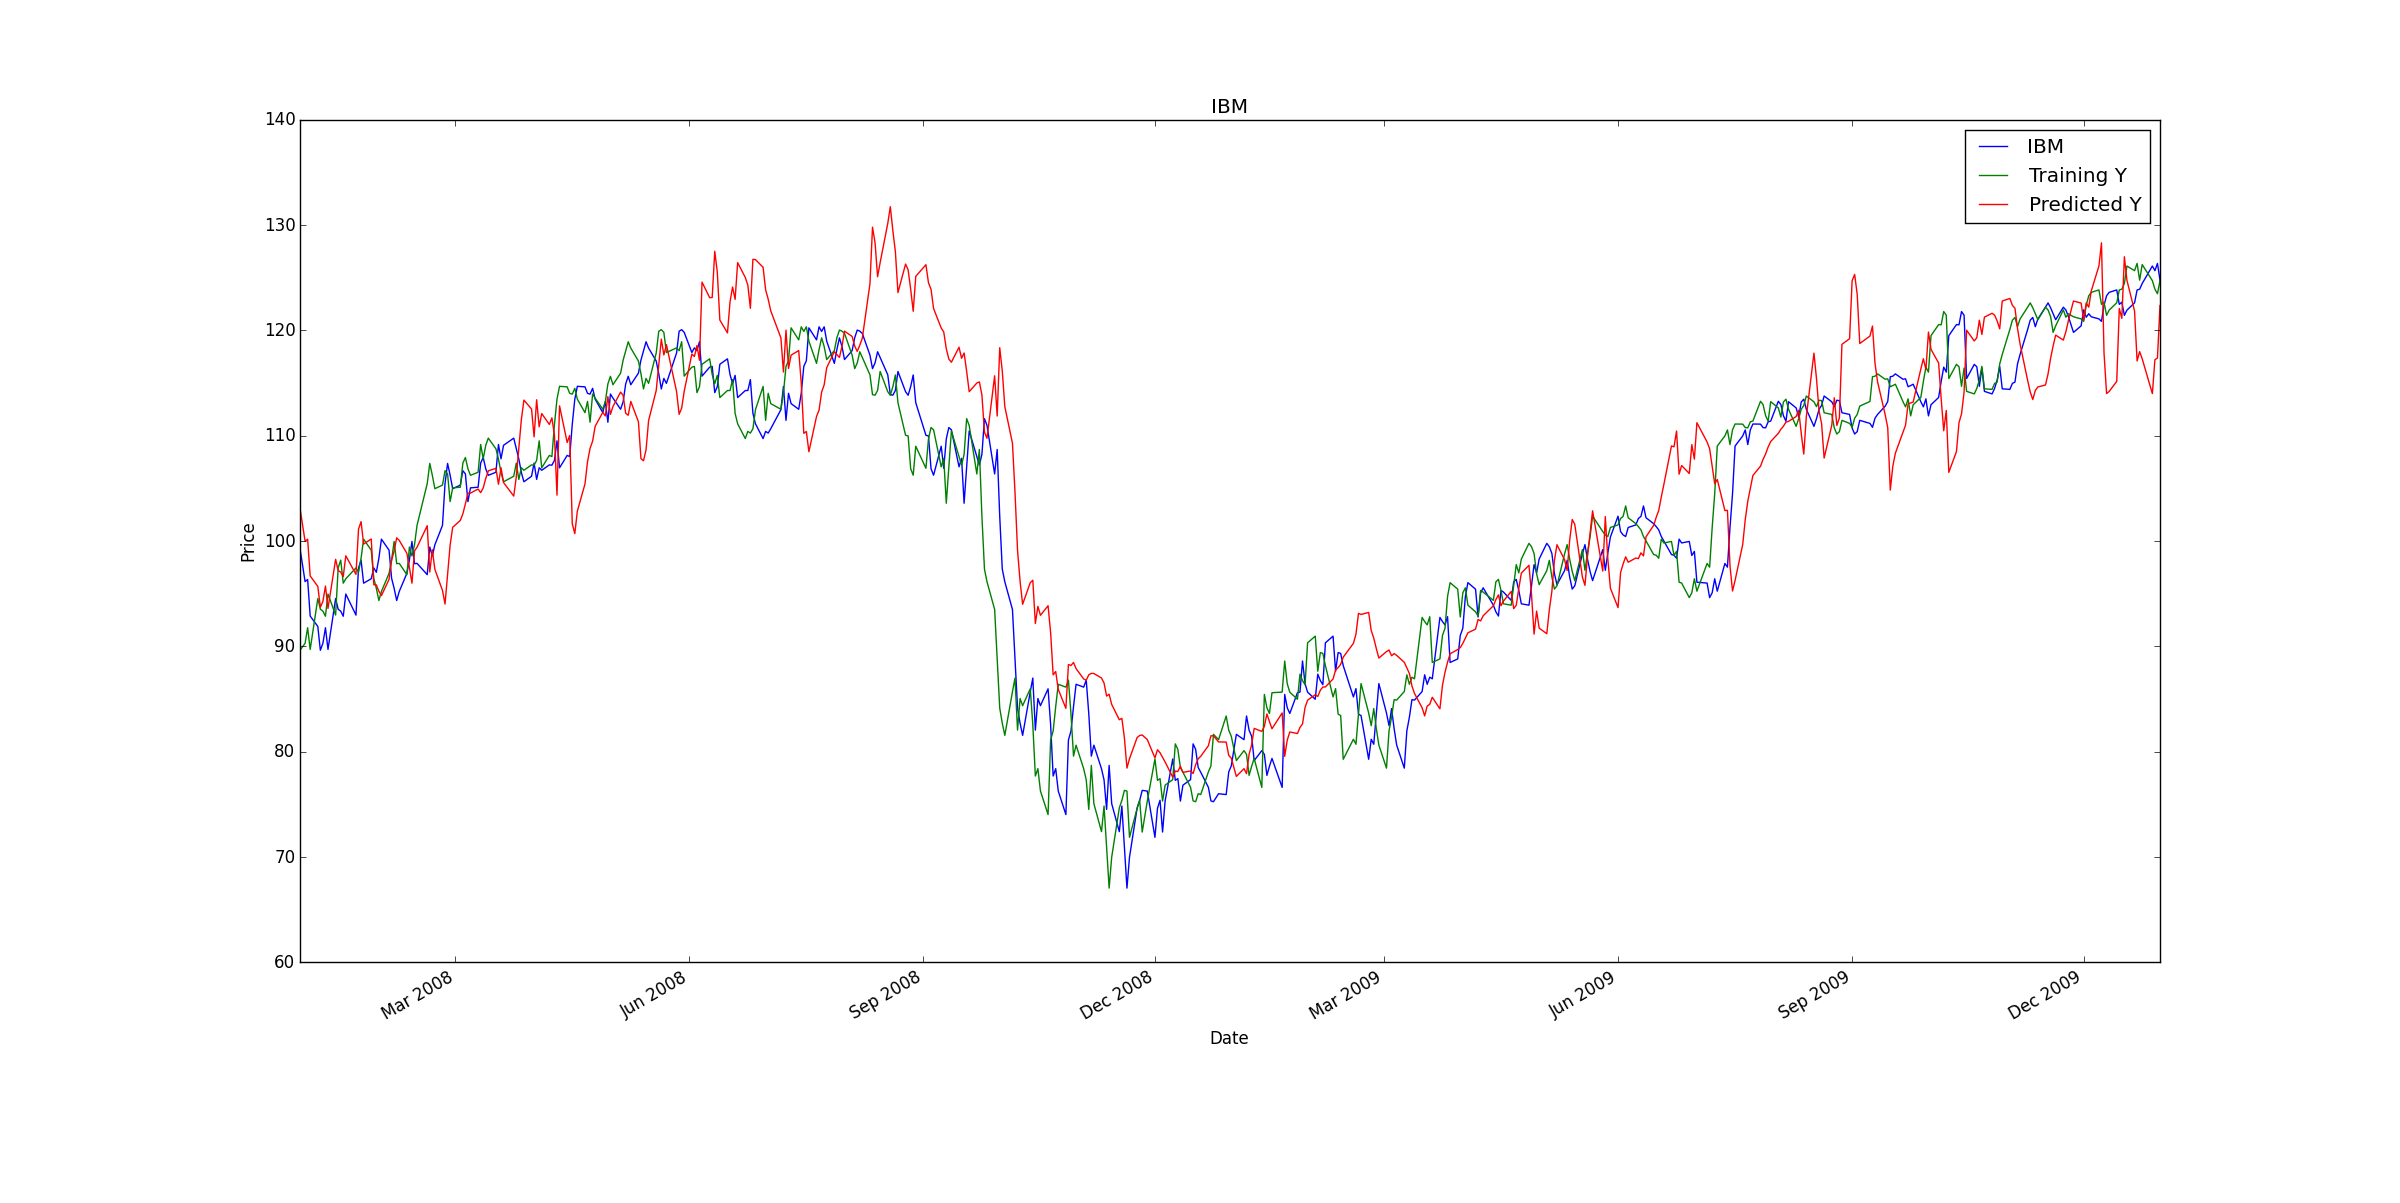 IBM
140
130
120
110
100
90
80
70
60
Price
IBM
Training Y
Predicted Y
Mar 2008
Jun 2008
Sep 2008
Dec 2008
Mar 2009
Jun 2009
Sep 2009
Dec 2009
Date